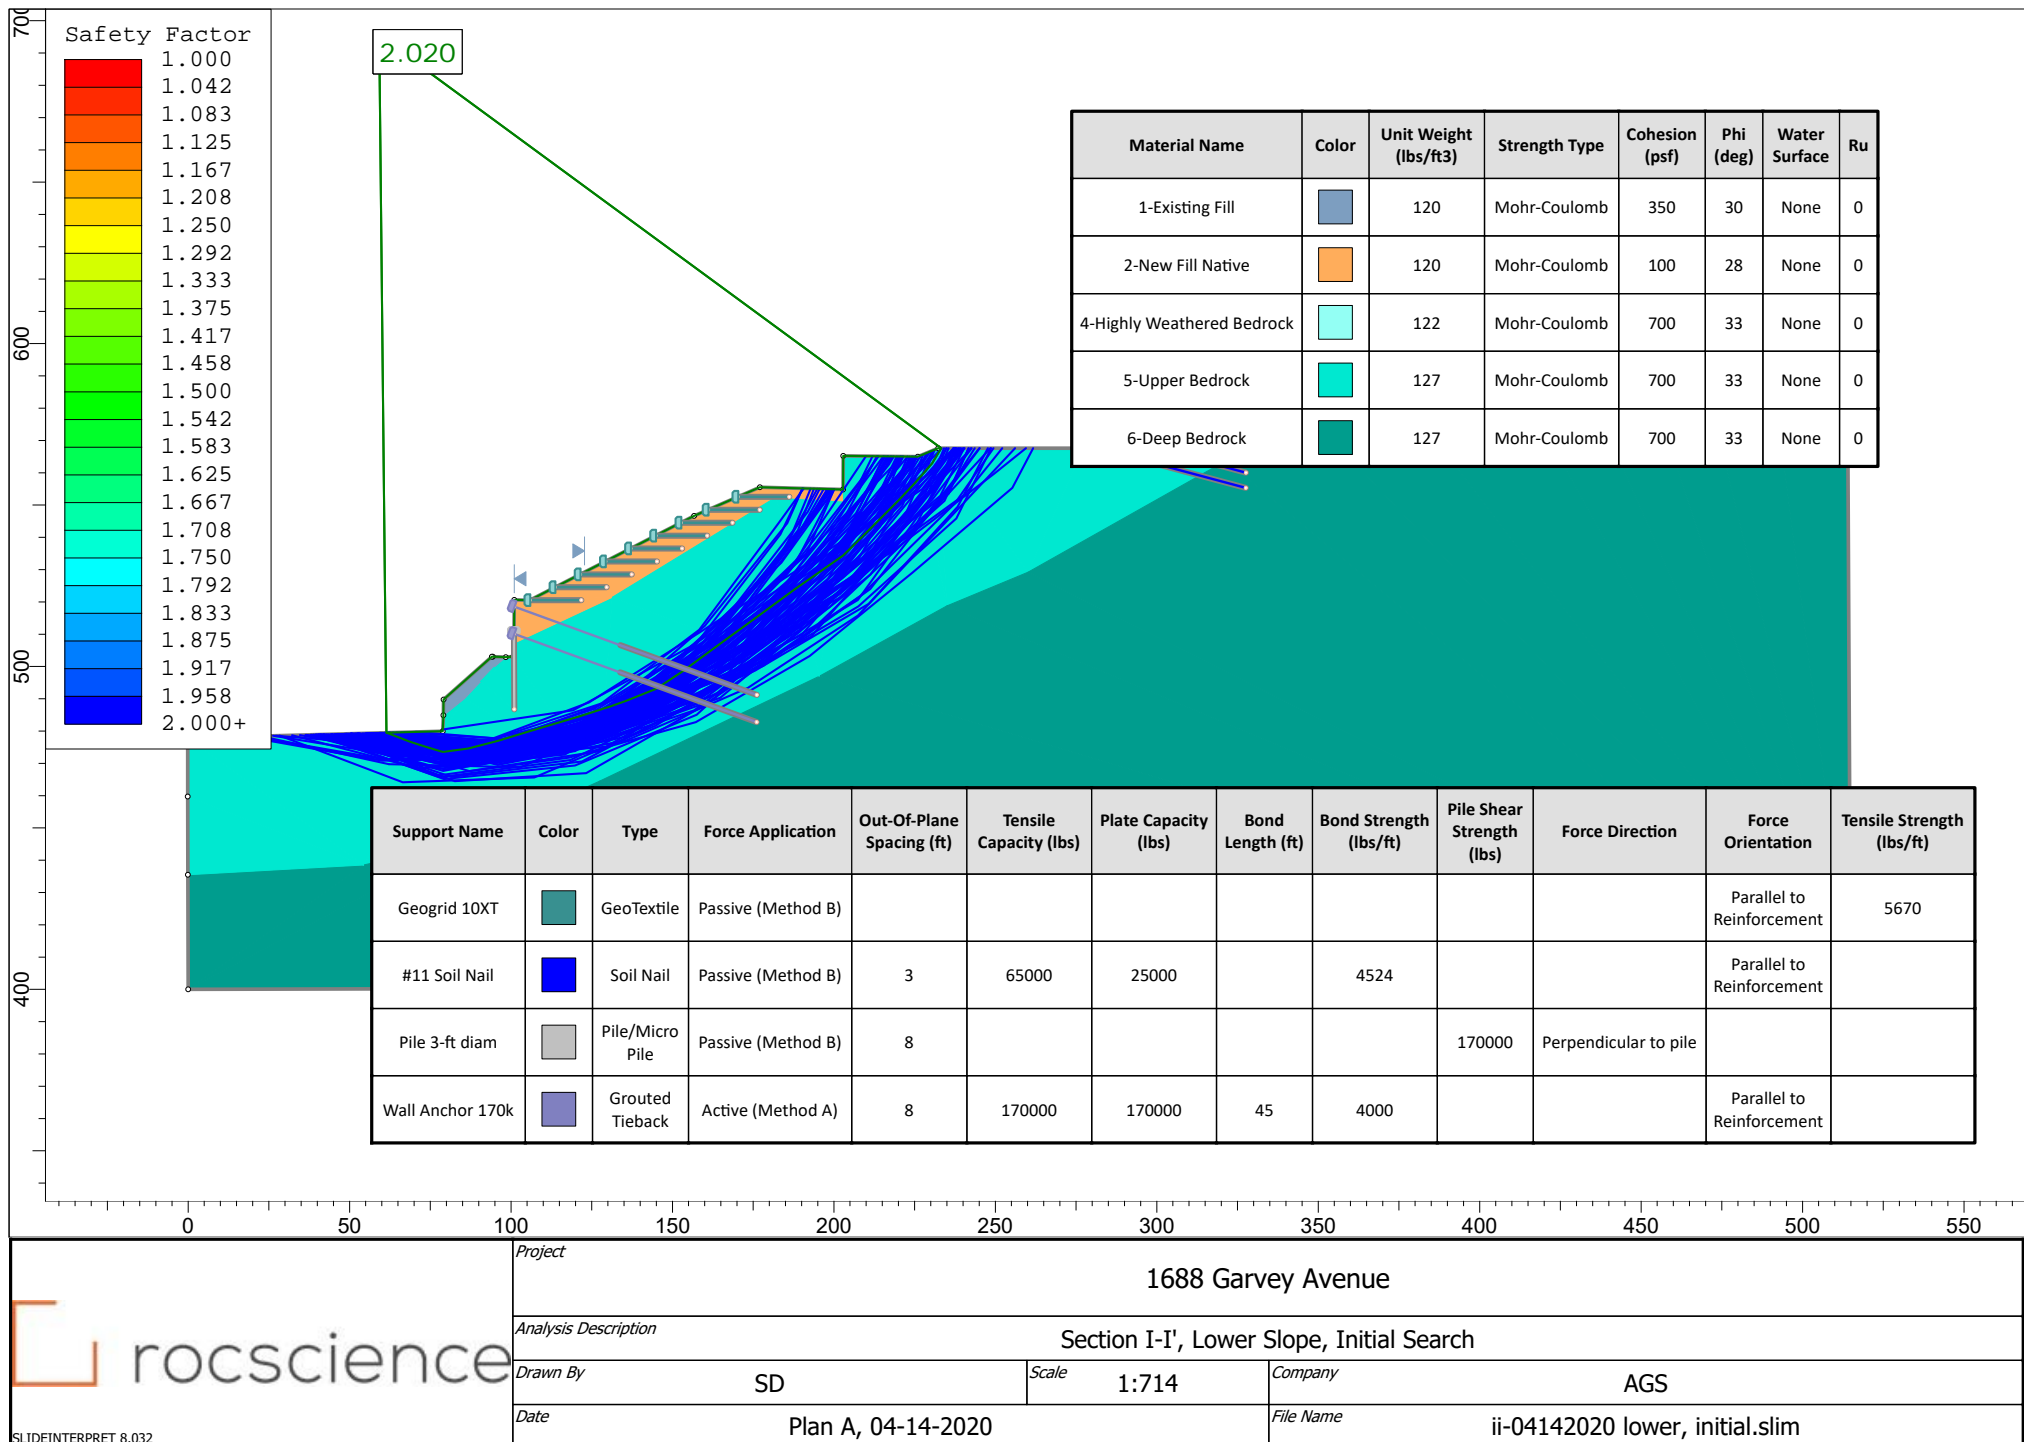 Safety Factor
1.000
1.042
1.083
1.125
1.167
1.208
1.250
1.292
1.333
1.375
1.417
1.458
1.500
1.542
1.583
1.625
1.667
1.708
1.750
1.792
1.833
1.875
1.917
1.958
2.000+
2.020
700
600
500
400
Material Name Color Unit Weight (lbs/ft3) Strength Type Cohesion (psf) Phi (deg) Water Surface Ru
1-Existing Fill 120 Mohr-Coulomb 350 30 None 0
2-New Fill Native 120 Mohr-Coulomb 100 28 None 0
4-Highly Weathered Bedrock 122 Mohr-Coulomb 700 33 None 0
5-Upper Bedrock 127 Mohr-Coulomb 700 33 None 0
6-Deep Bedrock 127 Mohr-Coulomb 700 33 None 0
Support Name Color Type Force Application Out-Of-Plane Spacing (ft) Tensile Capacity (lbs) Plate Capacity (lbs) Bond Length (ft) Bond Strength (lbs/ft) Pile Shear Strength (lbs) Force Direction Force Orientation Tensile Strength (lbs/ft)
Geogrid 10XT GeoTextile Passive (Method B) Parallel to Reinforcement 5670
#11 Soil Nail Soil Nail Passive (Method B) 3 65000 25000 4524 Parallel to Reinforcement
Pile 3-ft diam Pile/Micro Pile Passive (Method B) 8 170000 Perpendicular to pile
Wall Anchor 170k Grouted Tieback Active (Method A) 8 170000 170000 45 4000 Parallel to Reinforcement
0 50 100 150 200 250 300 350 400 450 500 550
rocscience
SLIDEINTERPRET 8.032
Project
1688 Garvey Avenue
Analysis Description
Section I-I', Lower Slope, Initial Search
Drawn By SD Scale 1:714 Company AGS
Date Plan A, 04-14-2020 File Name ii-04142020 lower, initial.slim